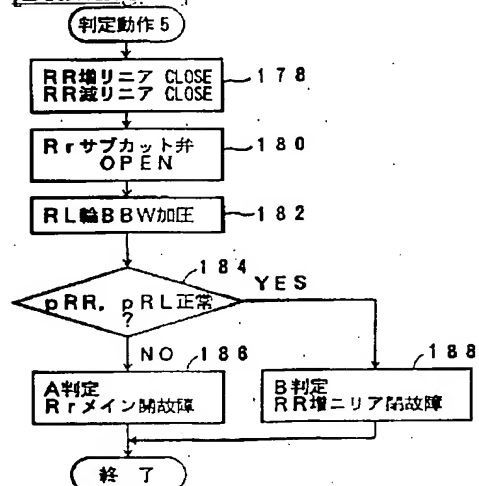 判定動作5
RR増リニア CLOSE
RR減リニア CLOSE
178
Rrサブカット弁
OPEN
180
RL輪BBW加圧
182
184
pRR, pRL正常
?
YES
NO
186
188
A判定
Rrメイン開故障
B判定
RR増ニリア閉故障
終了